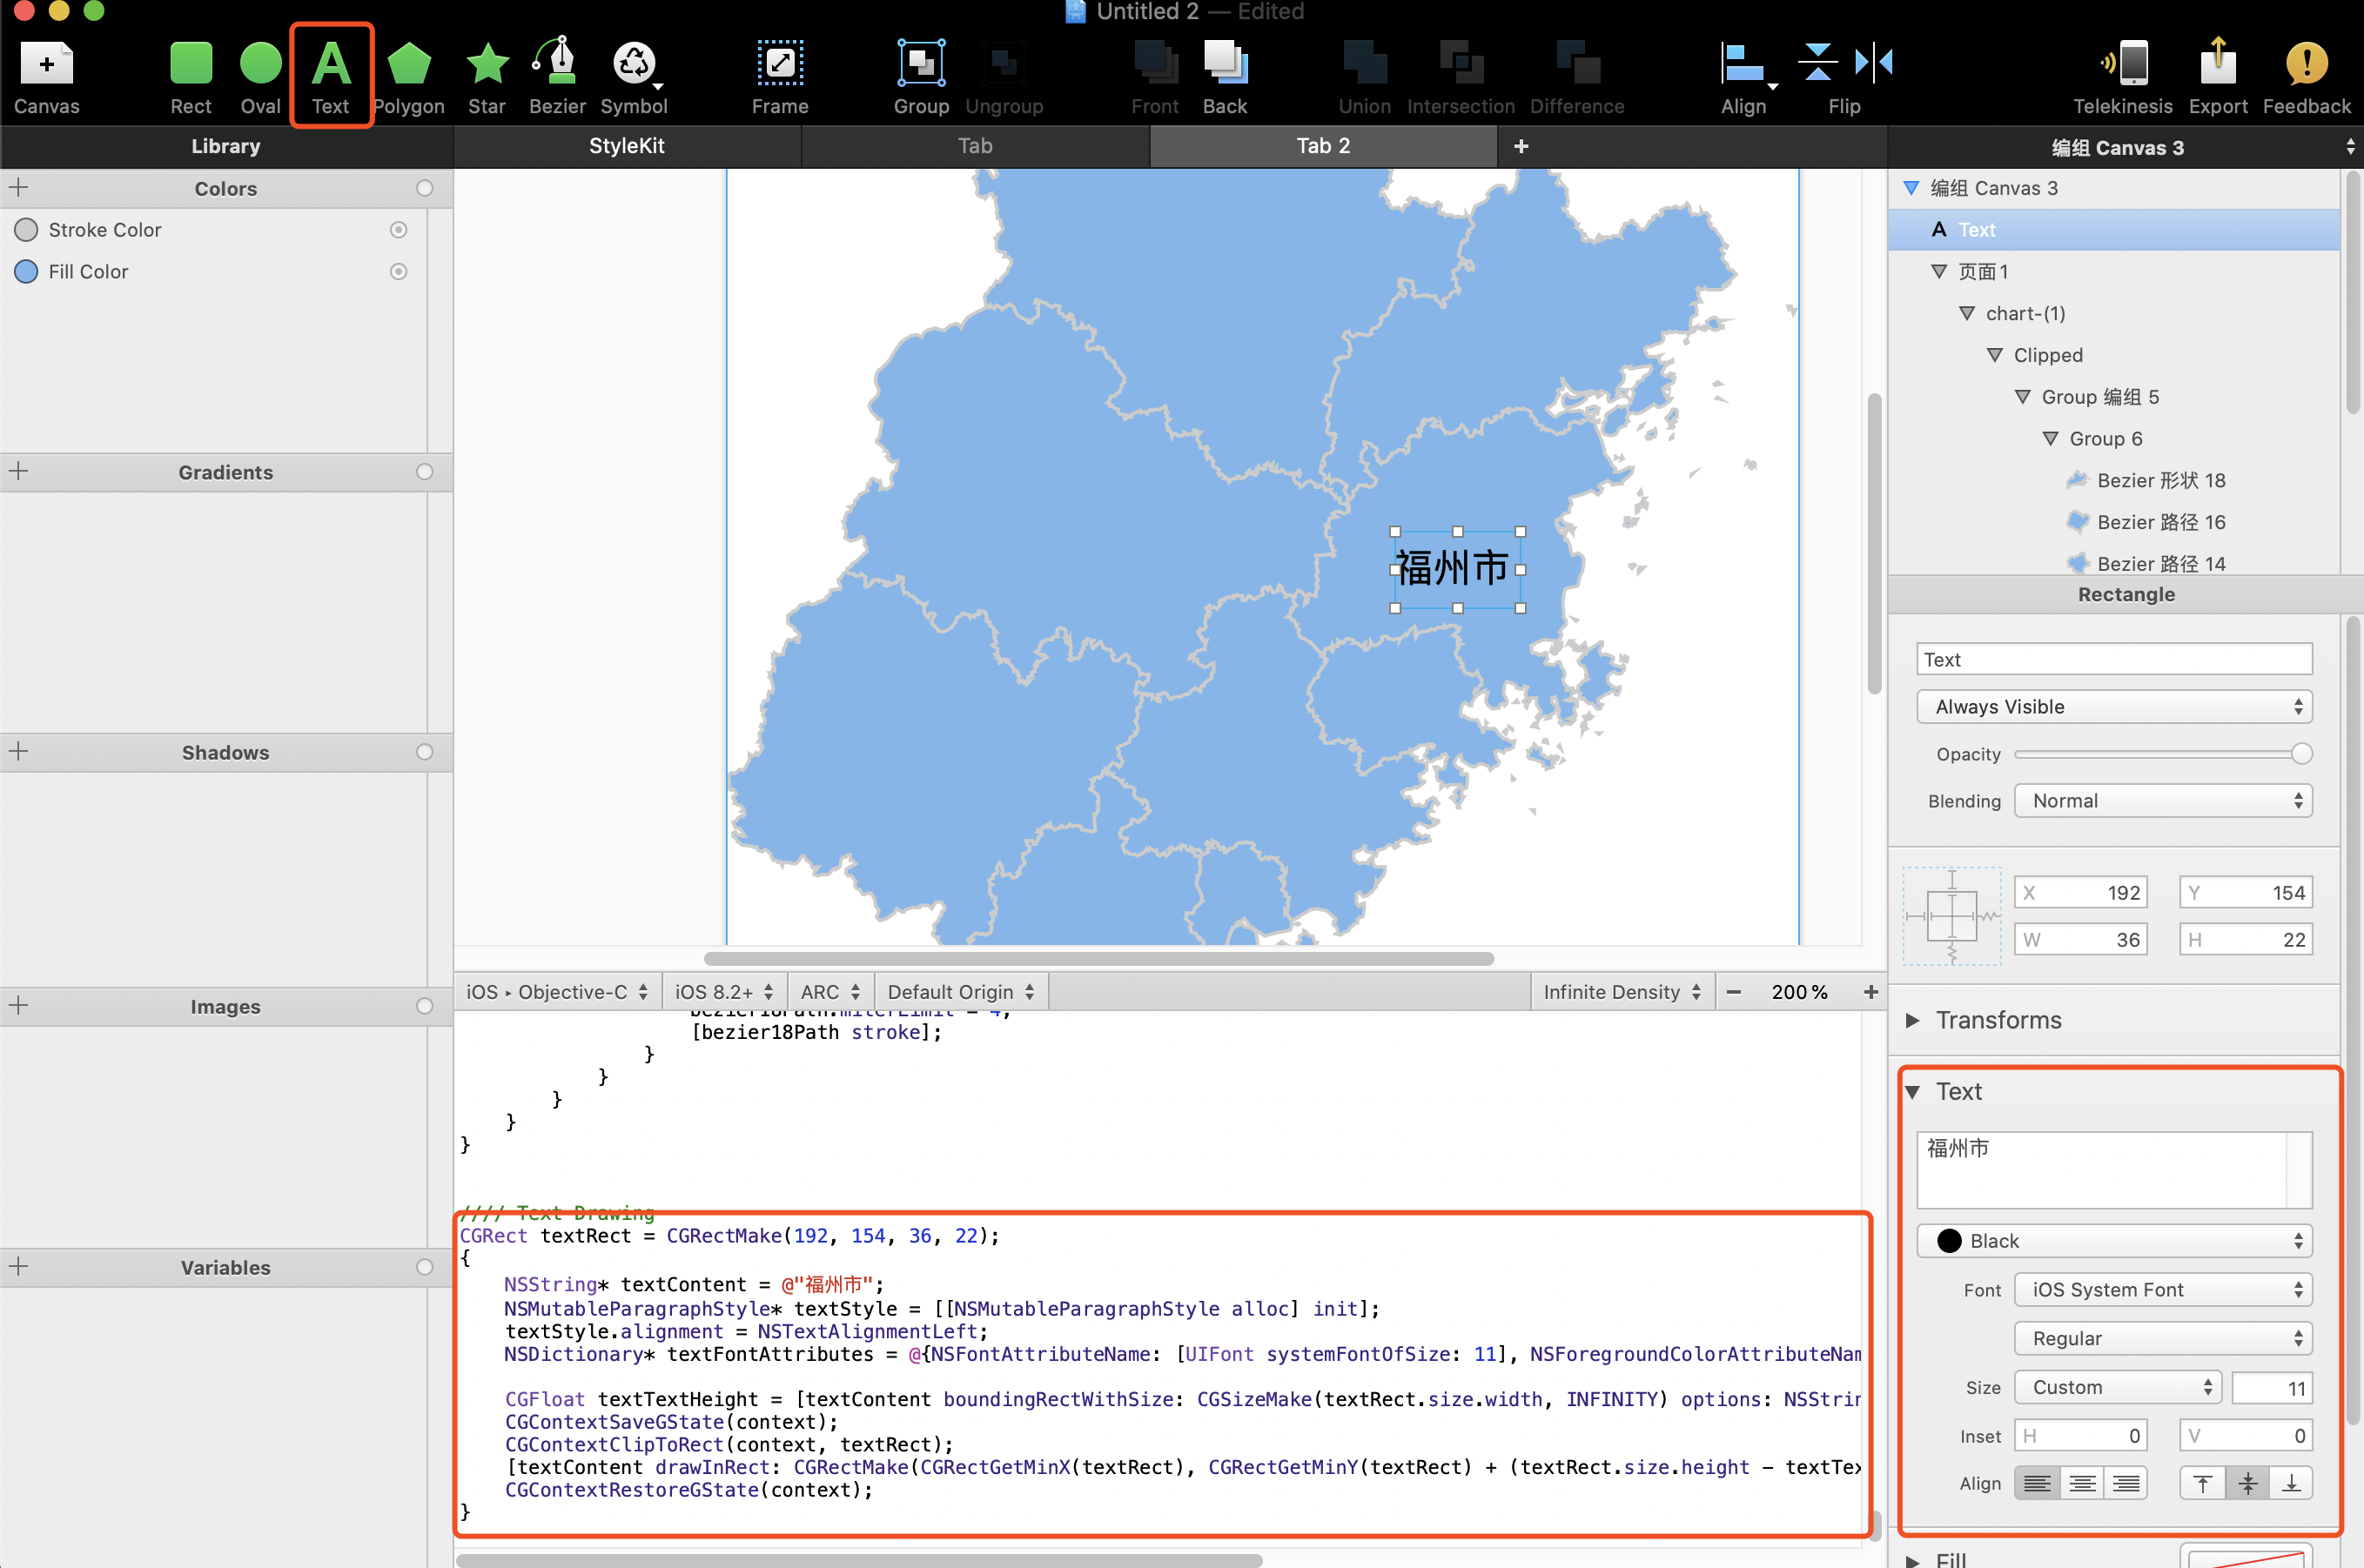 Untitled 2 — Edited
Canvas
Rect
Oval
Text
Polygon
Star
Bezier
Symbol
Frame
Group
Ungroup
Front
Back
Union
Intersection
Difference
Align
Flip
Telekinesis
Export
Feedback
Library
StyleKit
Tab
Tab 2
+
编组 Canvas 3
Colors
Stroke Color
Fill Color
Gradients
Shadows
Images
Variables
福州市
编组 Canvas 3
A Text
页面1
chart-(1)
Clipped
Group 编组 5
Group 6
Bezier 形状 18
Bezier 路径 16
Bezier 路径 14
Rectangle
Text
Always Visible
Opacity
Blending Normal
X 192 Y 154
W 36 H 22
Transforms
Text
福州市
Black
Font iOS System Font
Regular
Size Custom 11
Inset H 0 V 0
Align
Fill
iOS ▸ Objective-C
iOS 8.2+
ARC
Default Origin
Infinite Density
− 200 % +
bezier18Path.miterLimit = 4;
[bezier18Path stroke];
}
}
}
}
}
//// Text Drawing
CGRect textRect = CGRectMake(192, 154, 36, 22);
{
NSString* textContent = @"福州市";
NSMutableParagraphStyle* textStyle = [[NSMutableParagraphStyle alloc] init];
textStyle.alignment = NSTextAlignmentLeft;
NSDictionary* textFontAttributes = @{NSFontAttributeName: [UIFont systemFontOfSize: 11], NSForegroundColorAttributeNam
CGFloat textTextHeight = [textContent boundingRectWithSize: CGSizeMake(textRect.size.width, INFINITY) options: NSStrin
CGContextSaveGState(context);
CGContextClipToRect(context, textRect);
[textContent drawInRect: CGRectMake(CGRectGetMinX(textRect), CGRectGetMinY(textRect) + (textRect.size.height - textTex
CGContextRestoreGState(context);
}